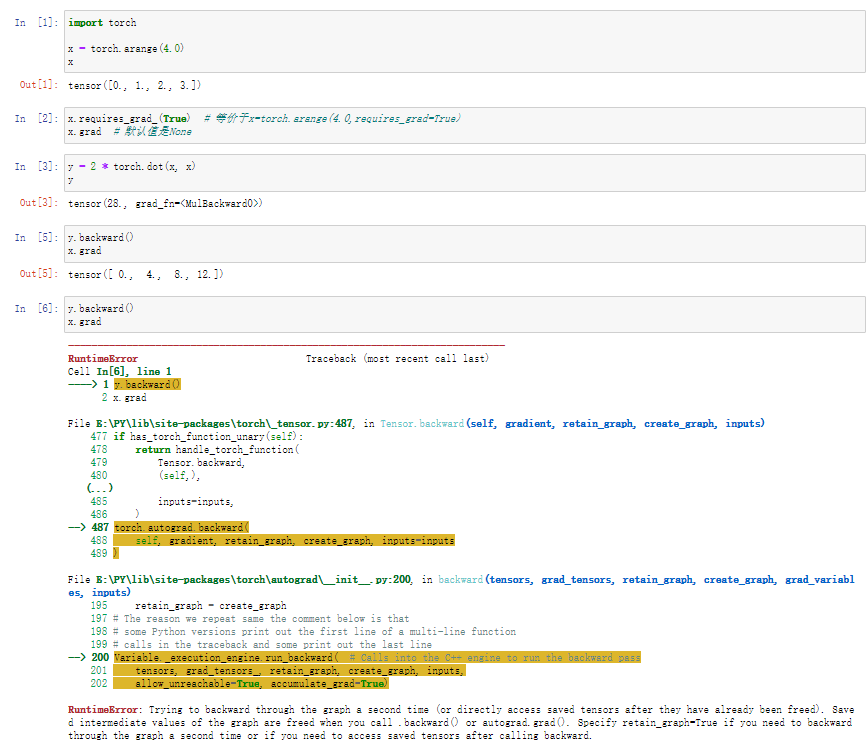 In [1]: import torch
x = torch.arange(4.0)
x
Out[1]: tensor([0., 1., 2., 3.])
In [2]: x.requires_grad_(True)  # 等价于x=torch.arange(4.0,requires_grad=True)
x.grad  # 默认值是None
In [3]: y = 2 * torch.dot(x, x)
y
Out[3]: tensor(28., grad_fn=<MulBackward0>)
In [5]: y.backward()
x.grad
Out[5]: tensor([ 0.,  4.,  8., 12.])
In [6]: y.backward()
x.grad
---------------------------------------------------------------------------
RuntimeError                              Traceback (most recent call last)
Cell In[6], line 1
----> 1 y.backward()
      2 x.grad
File E:\PY\lib\site-packages\torch\_tensor.py:487, in Tensor.backward(self, gradient, retain_graph, create_graph, inputs)
    477 if has_torch_function_unary(self):
    478     return handle_torch_function(
    479         Tensor.backward,
    480         (self,),
   (...)
    485         inputs=inputs,
    486     )
--> 487 torch.autograd.backward(
    488     self, gradient, retain_graph, create_graph, inputs=inputs
    489 )
File E:\PY\lib\site-packages\torch\autograd\__init__.py:200, in backward(tensors, grad_tensors, retain_graph, create_graph, grad_variabl
es, inputs)
    195     retain_graph = create_graph
    197 # The reason we repeat same the comment below is that
    198 # some Python versions print out the first line of a multi-line function
    199 # calls in the traceback and some print out the last line
--> 200 Variable._execution_engine.run_backward(  # Calls into the C++ engine to run the backward pass
    201     tensors, grad_tensors_, retain_graph, create_graph, inputs,
    202     allow_unreachable=True, accumulate_grad=True)
RuntimeError: Trying to backward through the graph a second time (or directly access saved tensors after they have already been freed). Save
d intermediate values of the graph are freed when you call .backward() or autograd.grad(). Specify retain_graph=True if you need to backward
through the graph a second time or if you need to access saved tensors after calling backward.